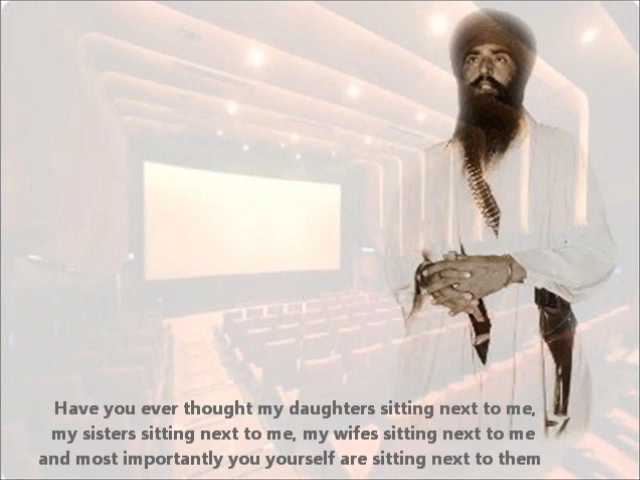 Have you ever thought my daughters sitting next to me,
my sisters sitting next to me, my wifes sitting next to me
and most importantly you yourself are sitting next to them